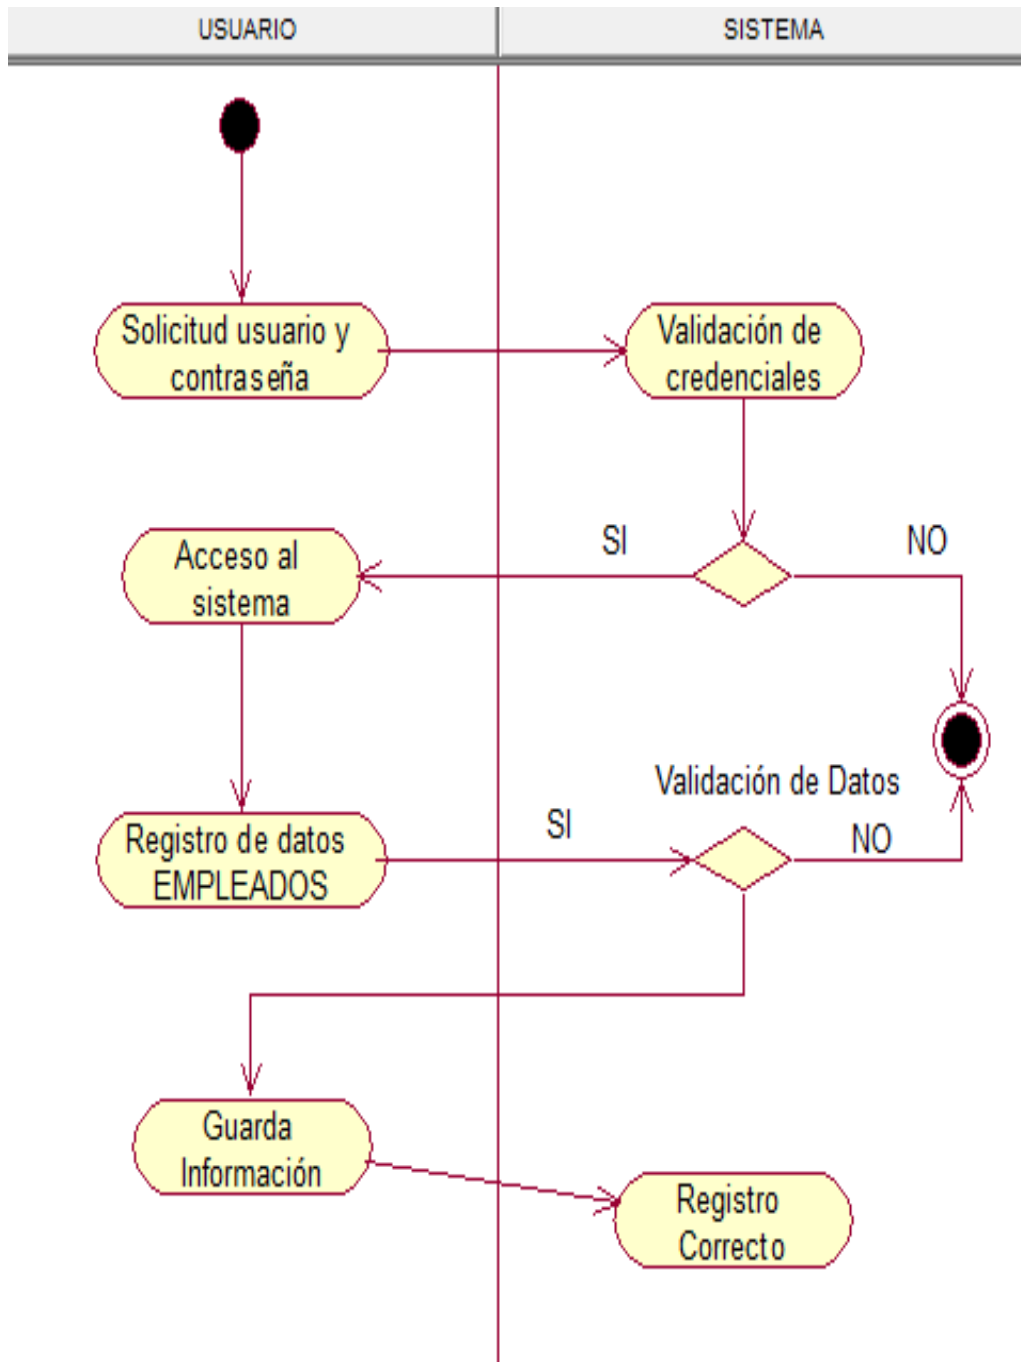 USUARIO
SISTEMA
Solicitud usuario y
contraseña
Validación de
credenciales
SI
NO
Acceso al
sistema
Validación de Datos
SI
NO
Registro de datos
EMPLEADOS
Guarda
Información
Registro
Correcto